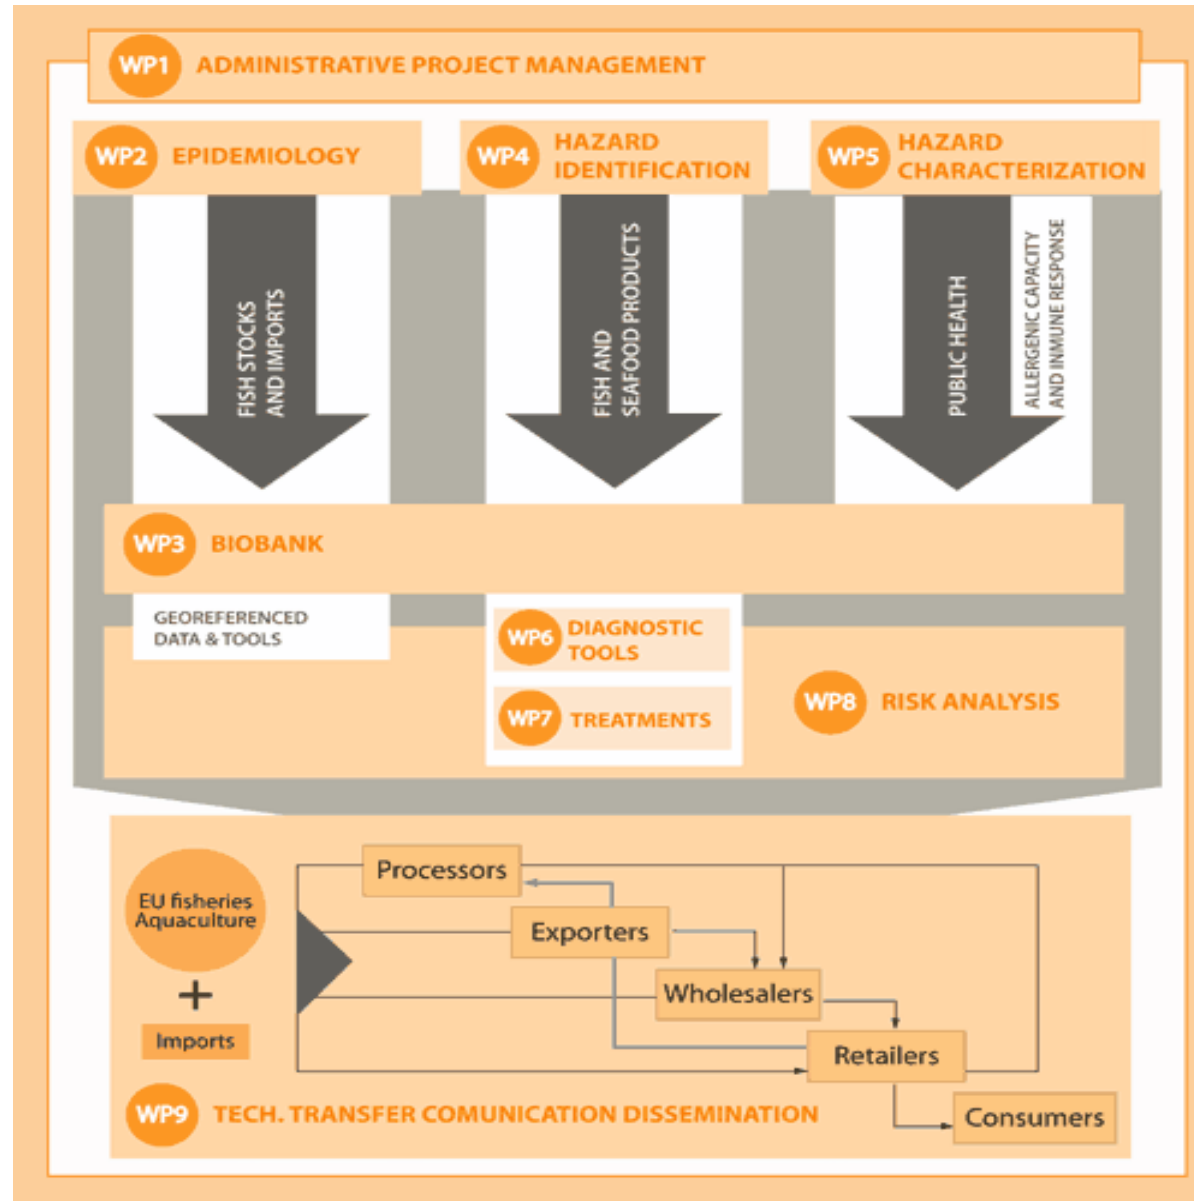 WP1 ADMINISTRATIVE PROJECT MANAGEMENT
WP2 EPIDEMIOLOGY
WP4 HAZARD
IDENTIFICATION
WP5 HAZARD
CHARACTERIZATION
FISH STOCKS
AND IMPORTS
FISH AND
SEAFOOD PRODUCTS
PUBLIC HEALTH
ALLERGENIC CAPACITY
AND INMUNE RESPONSE
WP3 BIOBANK
GEOREFERENCED
DATA & TOOLS
WP6 DIAGNOSTIC
TOOLS
WP7 TREATMENTS
WP8 RISK ANALYSIS
EU fisheries
Aquaculture
+
Imports
Processors
Exporters
Wholesalers
Retailers
Consumers
WP9 TECH. TRANSFER COMUNICATION DISSEMINATION